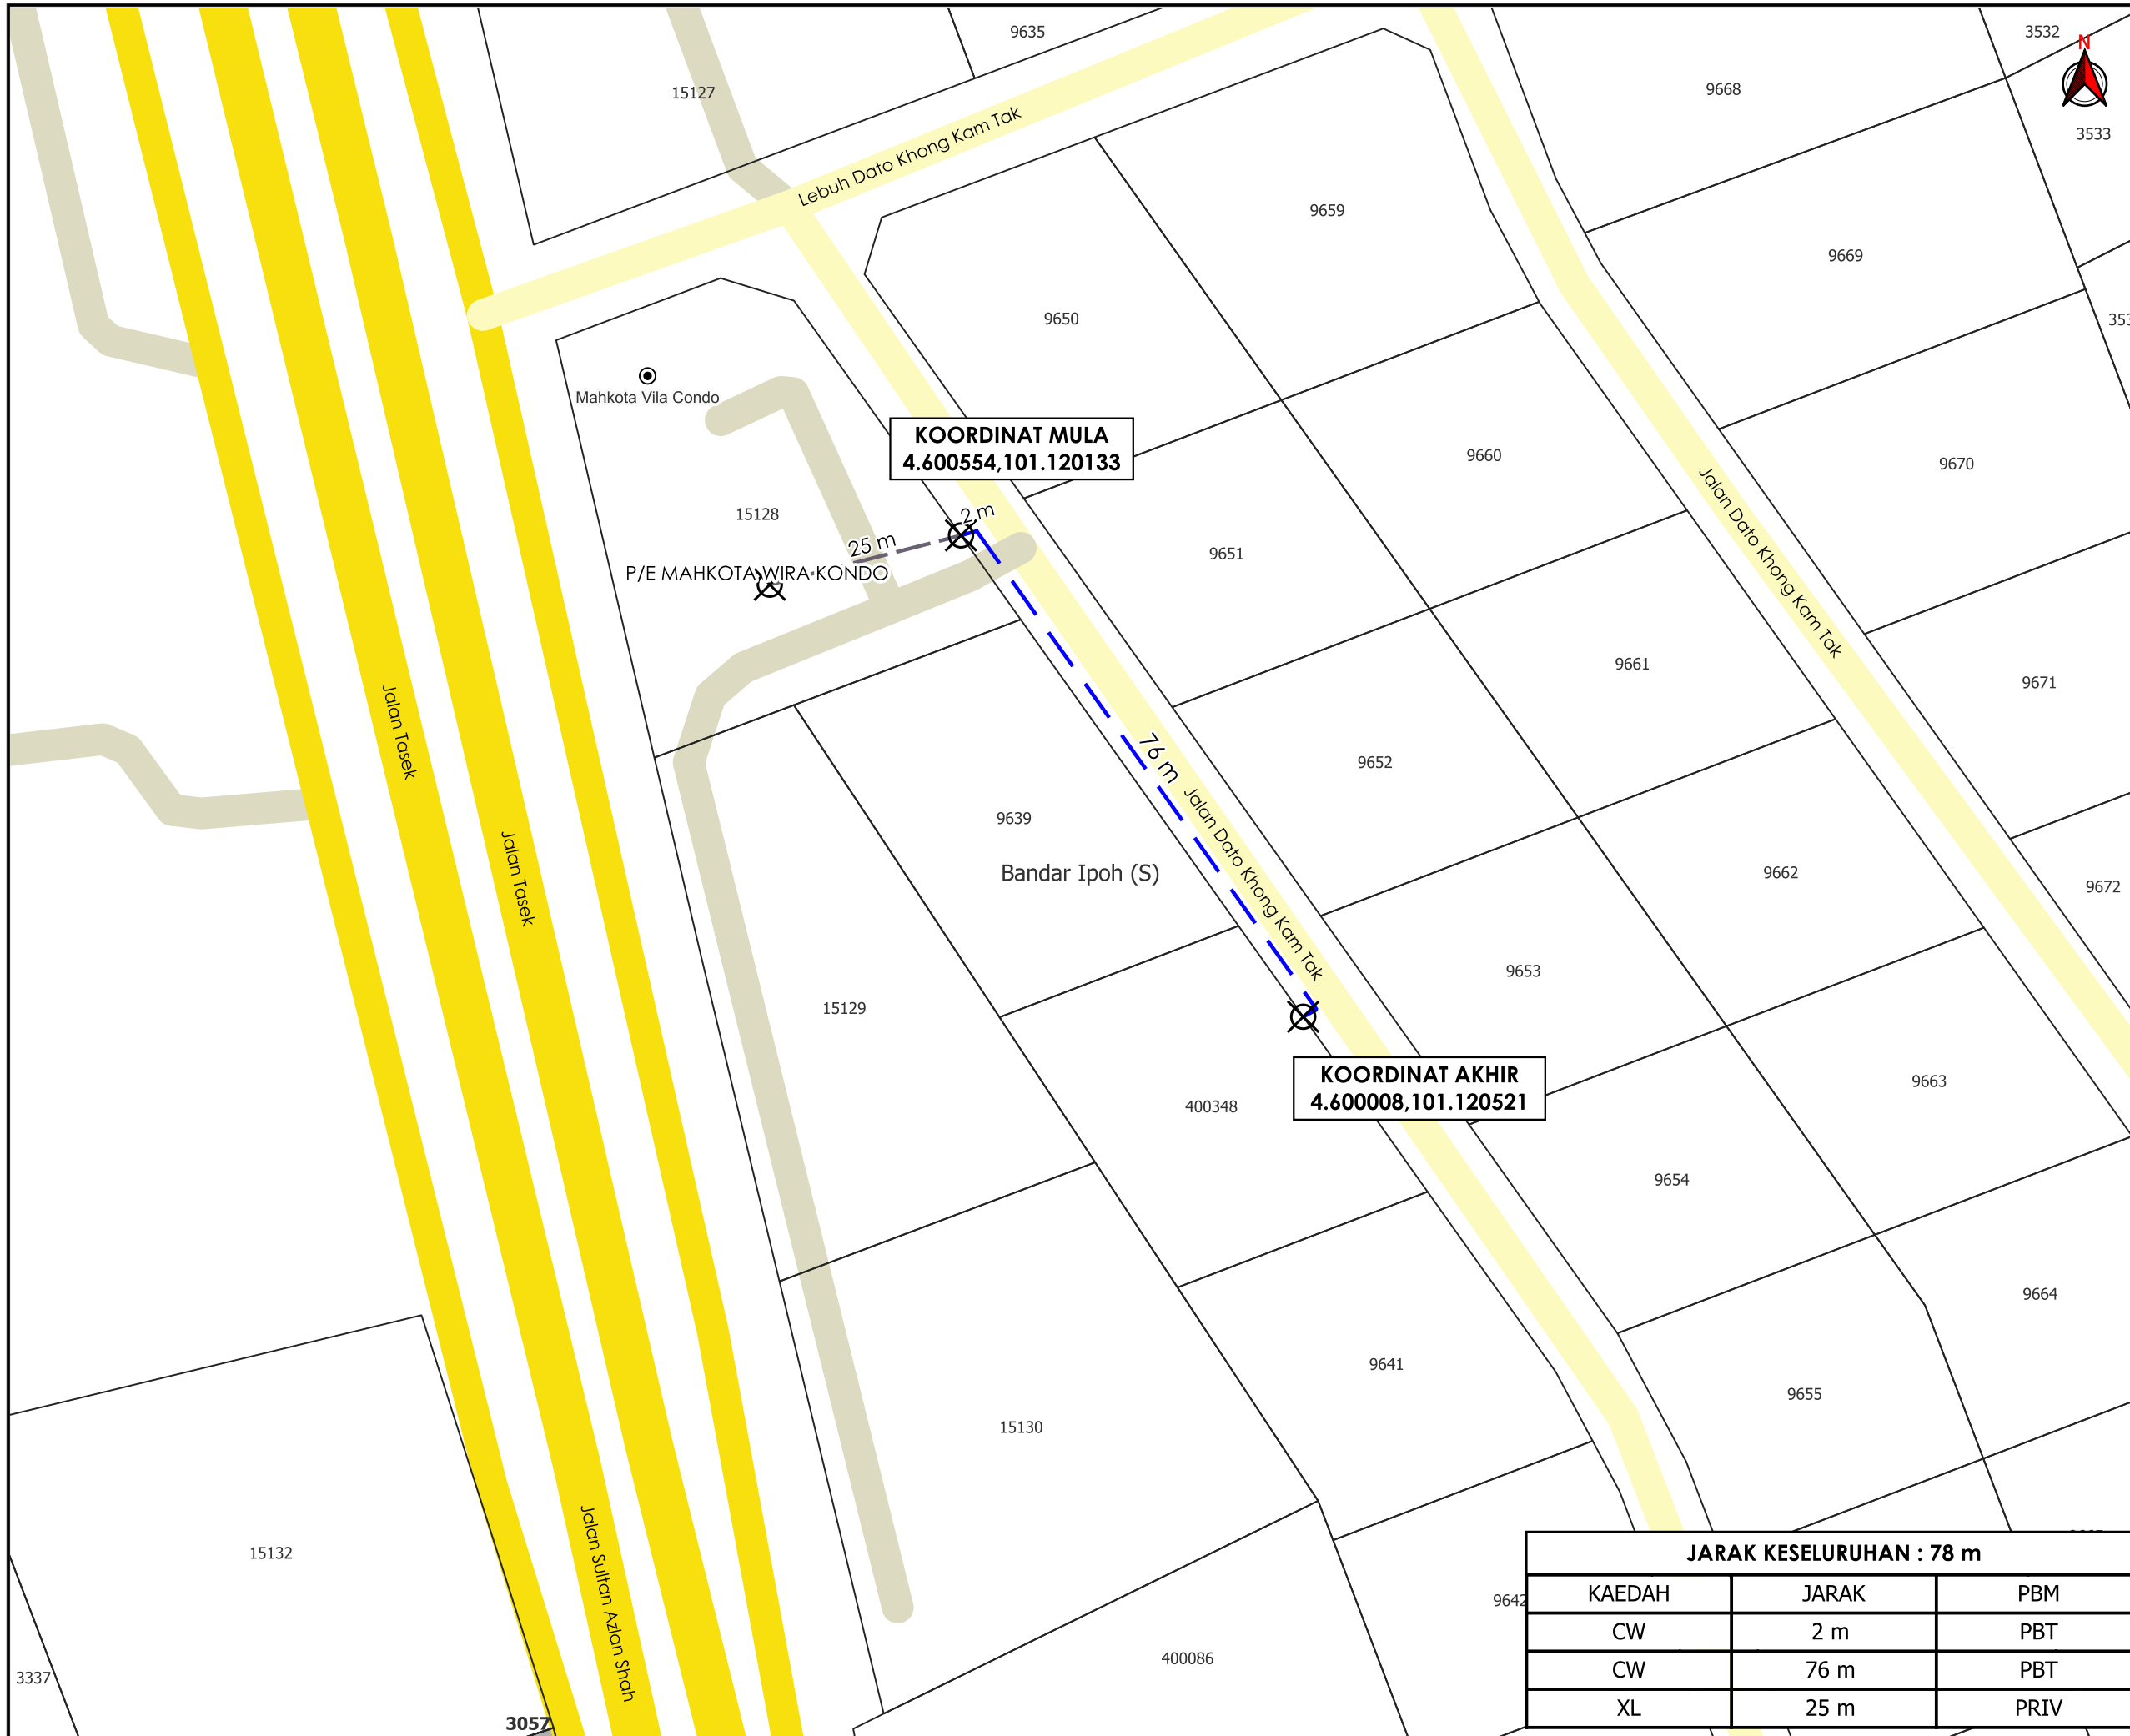 9635
3532
N
15127
9668
3533
Lebuh Dato Khong Kam Tak
9659
9669
9650
Mahkota Vila Condo
KOORDINAT MULA
4.600554,101.120133
9660
9670
Jalan Dato Khong Kam Tak
15128
2 m
25 m
9651
P/E MAHKOTA WIRA KONDO
9661
9671
Jalan Tasek
76 m
9652
Jalan Dato Khong Kam Tak
Jalan Tasek
9639
Bandar Ipoh (S)
9662
9672
9653
15129
KOORDINAT AKHIR
4.600008,101.120521
400348
9663
9654
9664
9641
9655
15130
15132
Jalan Sultan Azlan Shah
9642
400086
3337
3057
JARAK KESELURUHAN : 78 m
KAEDAH JARAK PBM
CW 2 m PBT
CW 76 m PBT
XL 25 m PRIV